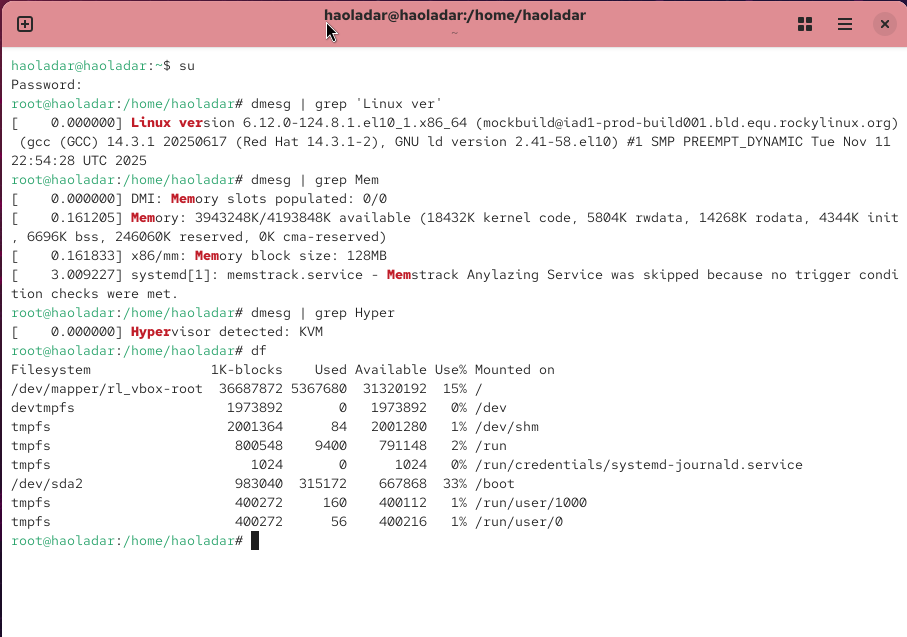 haoladar@haoladar:/home/haoladar
~
haoladar@haoladar:~$ su
Password:
root@haoladar:/home/haoladar# dmesg | grep 'Linux ver'
[    0.000000] Linux version 6.12.0-124.8.1.el10_1.x86_64 (mockbuild@iad1-prod-build001.bld.equ.rockylinux.org)
 (gcc (GCC) 14.3.1 20250617 (Red Hat 14.3.1-2), GNU ld version 2.41-58.el10) #1 SMP PREEMPT_DYNAMIC Tue Nov 11
22:54:28 UTC 2025
root@haoladar:/home/haoladar# dmesg | grep Mem
[    0.000000] DMI: Memory slots populated: 0/0
[    0.161205] Memory: 3943248K/4193848K available (18432K kernel code, 5804K rwdata, 14268K rodata, 4344K init
, 6696K bss, 246060K reserved, 0K cma-reserved)
[    0.161833] x86/mm: Memory block size: 128MB
[    3.009227] systemd[1]: memstrack.service - Memstrack Anylazing Service was skipped because no trigger condi
tion checks were met.
root@haoladar:/home/haoladar# dmesg | grep Hyper
[    0.000000] Hypervisor detected: KVM
root@haoladar:/home/haoladar# df
Filesystem               1K-blocks    Used Available Use% Mounted on
/dev/mapper/rl_vbox-root  36687872 5367680  31320192  15% /
devtmpfs                   1973892       0   1973892   0% /dev
tmpfs                      2001364      84   2001280   1% /dev/shm
tmpfs                       800548    9400    791148   2% /run
tmpfs                         1024       0      1024   0% /run/credentials/systemd-journald.service
/dev/sda2                   983040  315172    667868  33% /boot
tmpfs                       400272     160    400112   1% /run/user/1000
tmpfs                       400272      56    400216   1% /run/user/0
root@haoladar:/home/haoladar#